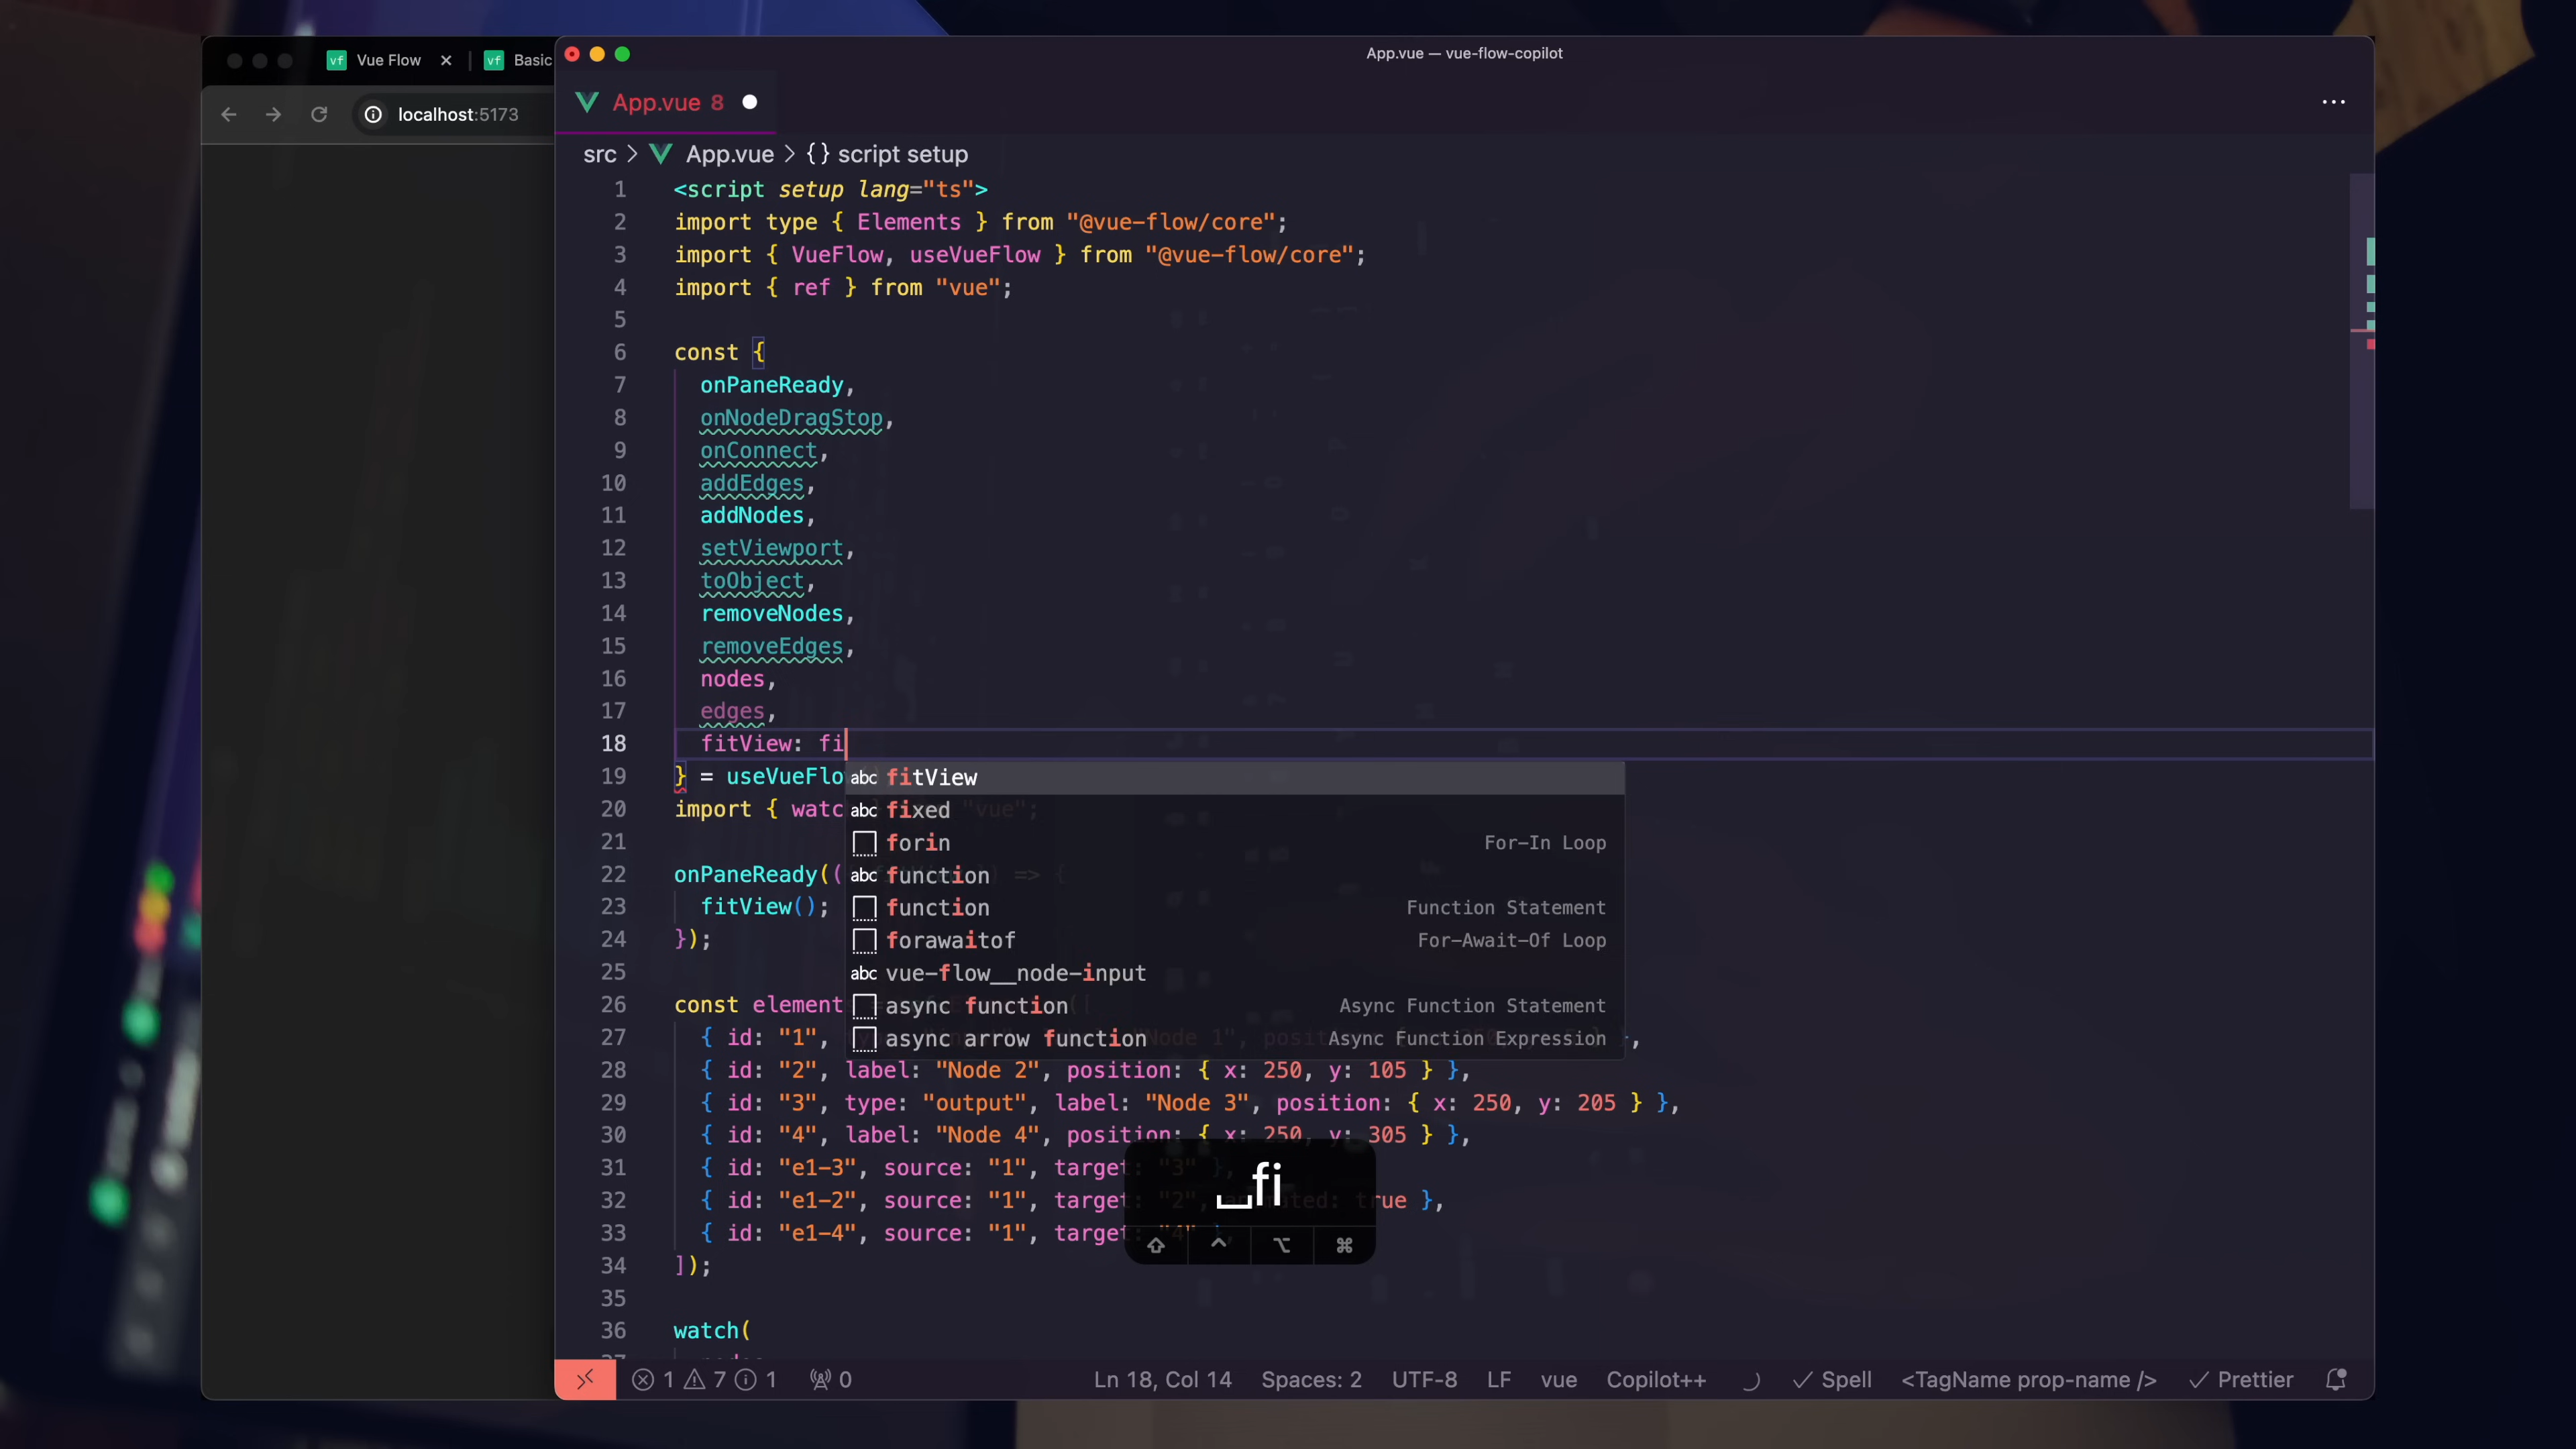 Vue Flow
Basic
localhost:5173
App.vue — vue-flow-copilot
App.vue 8
src > App.vue > {} script setup
1 <script setup lang="ts">
2 import type { Elements } from "@vue-flow/core";
3 import { VueFlow, useVueFlow } from "@vue-flow/core";
4 import { ref } from "vue";
5
6 const {
7 onPaneReady,
8 onNodeDragStop,
9 onConnect,
10 addEdges,
11 addNodes,
12 setViewport,
13 toObject,
14 removeNodes,
15 removeEdges,
16 nodes,
17 edges,
18 fitView: fi
19 } = useVueFlo
20 import { watc "vue";
21
22 onPaneReady(( => {
23 fitView();
24 });
25
26 const element ([
27 { id: "1", "Node 1", },
28 { id: "2", label: "Node 2", position: { x: 250, y: 105 } },
29 { id: "3", type: "output", label: "Node 3", position: { x: 250, y: 205 } },
30 { id: "4", label: "Node 4", position: { x: 250, y: 305 } },
31 { id: "e1-3", source: "1", target: "3" },
32 { id: "e1-2", source: "1", target: "2", animated: true },
33 { id: "e1-4", source: "1", target: "4" },
34 ]);
35
36 watch(
abc fitView
abc fixed
forin For-In Loop
abc function
function Function Statement
forawaitof For-Await-Of Loop
abc vue-flow__node-input
async function Async Function Statement
async arrow function Async Function Expression
␣fi
⇧ ^ ⌥ ⌘
1 7 1 0 Ln 18, Col 14 Spaces: 2 UTF-8 LF vue Copilot++ Spell <TagName prop-name /> Prettier